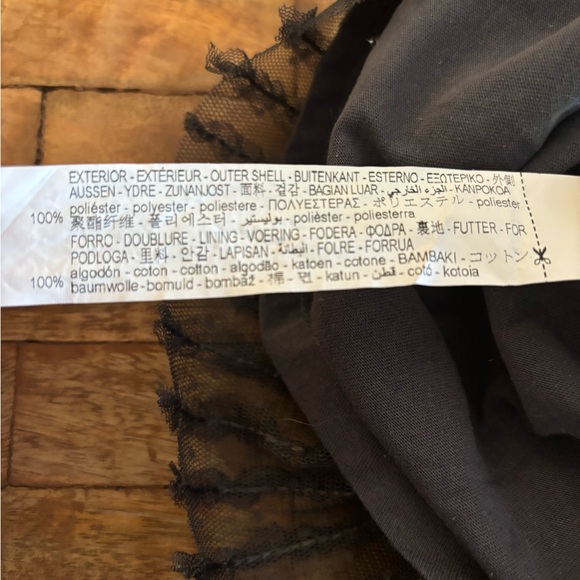 EXTERIOR - EXTÉRIEUR - OUTER SHELL - BUITENKANT - ESTERNO - ΕΞΩΤΕΡΙΚΟ - 外側
AUSSEN - YDRE - ZUNANJOST - 面料 - 겉감 - BAGIAN LUAR - الجزء الخارجي - KANPOKOA
poliéster - polyester - poliestere - ΠΟΛΥΕΣΤΕΡΑΣ - ポリエステル - poliester
100% 聚酯纤维 - 폴리에스터 - بوليستير - polièster - poliesterra
FORRO - DOUBLURE - LINING - VOERING - FODERA - ΦΟΔΡΑ - 裏地 - FUTTER - FOR
PODLOGA - 里料 - 안감 - LAPISAN - البطانة - FOLRE - FORRUA
algodón - coton - cotton - algodão - katoen - cotone - ΒΑΜΒΑΚΙ - コットン
100% baumwolle - bomuld - bombaž - 棉 - 면 - katun - قطن - cotó - kotoia